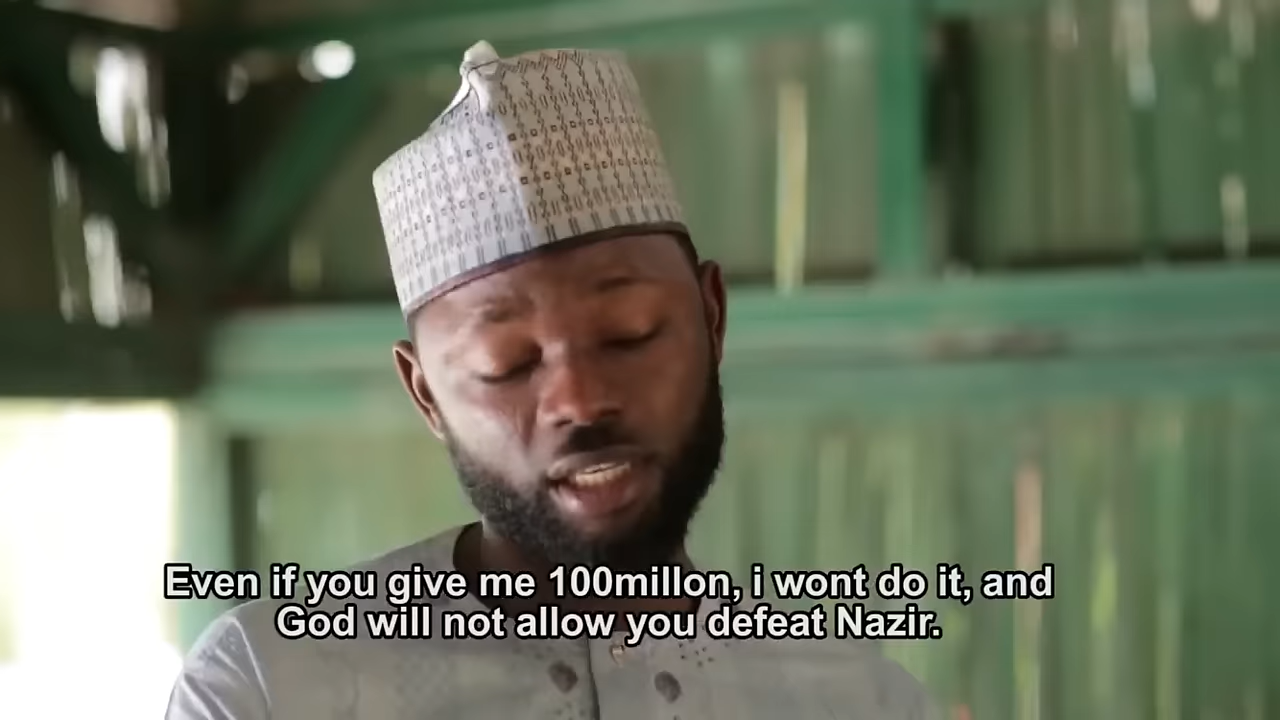 Even if you give me 100millon, i wont do it, and
God will not allow you defeat Nazir.